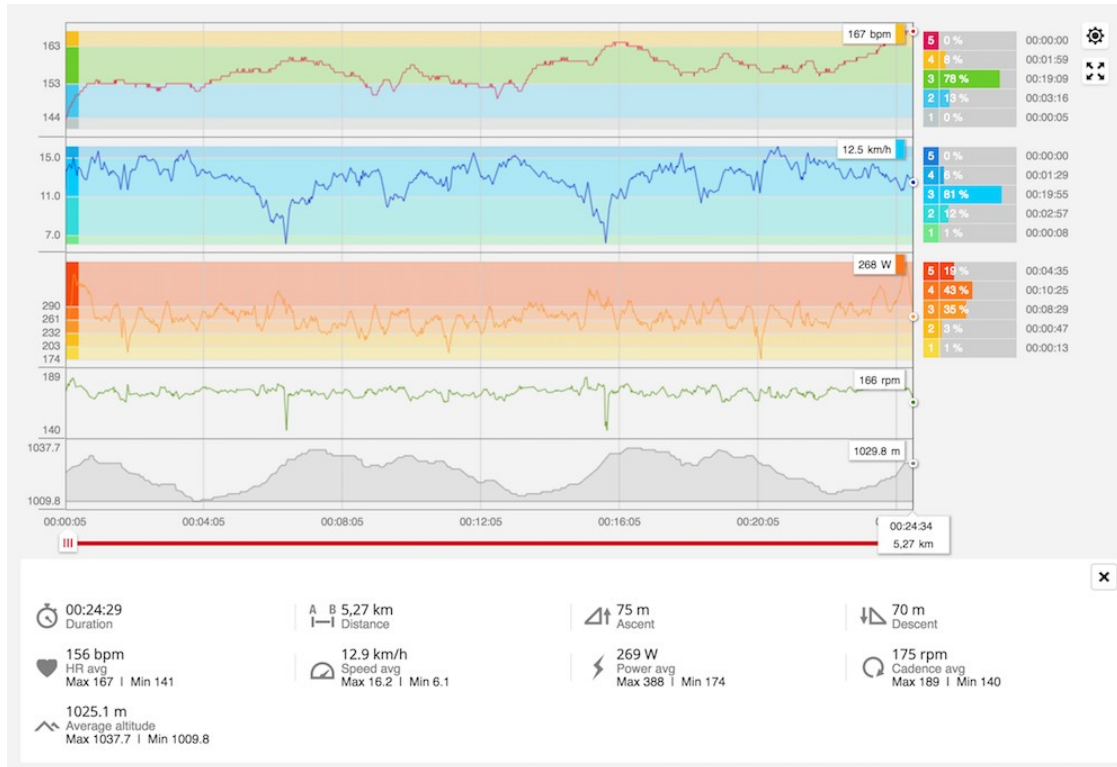 167 bpm
163
153
144
5 0 % 00:00:00
4 8 % 00:01:59
3 78 % 00:19:09
2 13 % 00:03:16
1 0 % 00:00:05
12.5 km/h
15.0
11.0
7.0
5 0 % 00:00:00
4 6 % 00:01:29
3 81 % 00:19:55
2 12 % 00:02:57
1 1 % 00:00:08
268 W
290
261
232
203
174
5 19 % 00:04:35
4 43 % 00:10:25
3 35 % 00:08:29
2 3 % 00:00:47
1 1 % 00:00:13
189
166 rpm
140
1037.7
1029.8 m
1009.8
00:00:05 00:04:05 00:08:05 00:12:05 00:16:05 00:20:05
00:24:34
5,27 km
00:24:29
Duration
A B 5,27 km
Distance
75 m
Ascent
70 m
Descent
156 bpm
HR avg
Max 167 | Min 141
12.9 km/h
Speed avg
Max 16.2 | Min 6.1
269 W
Power avg
Max 388 | Min 174
175 rpm
Cadence avg
Max 189 | Min 140
1025.1 m
Average altitude
Max 1037.7 | Min 1009.8